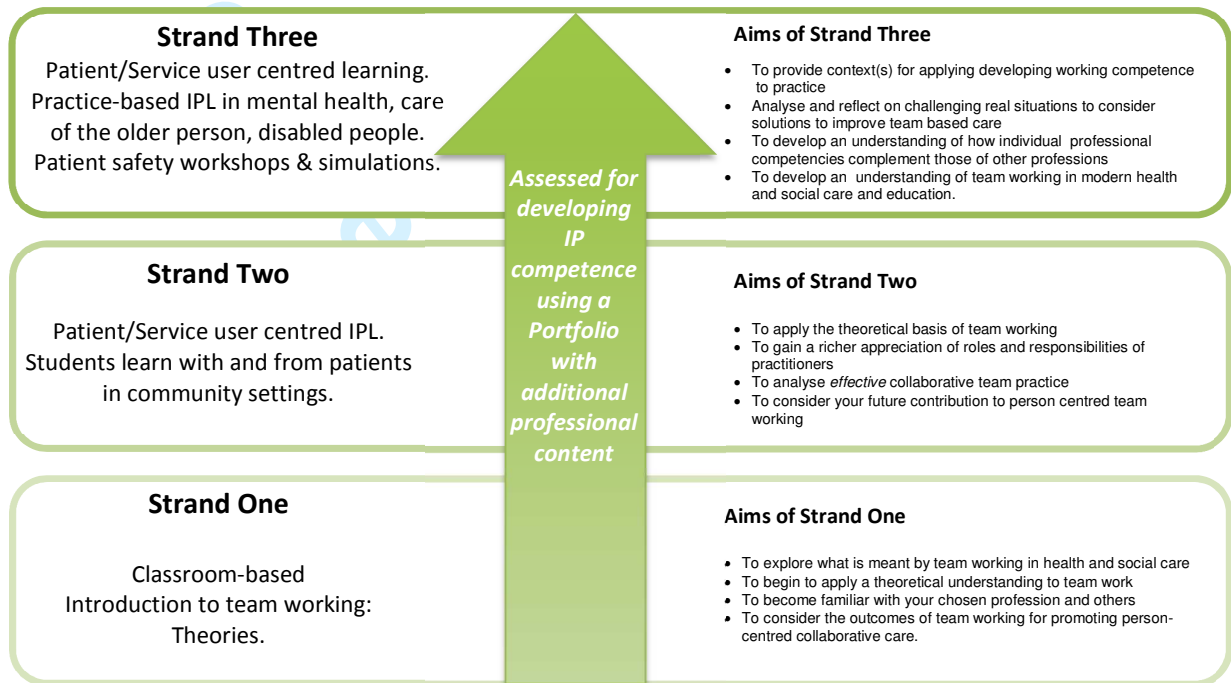 Strand Three
Patient/Service user centred learning.
Practice-based IPL in mental health, care
of the older person, disabled people.
Patient safety workshops & simulations.
Aims of Strand Three
• To provide context(s) for applying developing working competence
to practice
• Analyse and reflect on challenging real situations to consider
solutions to improve team based care
• To develop an understanding of how individual professional
competencies complement those of other professions
• To develop an understanding of team working in modern health
and social care and education.
Assessed for
developing
IP
competence
using a
Portfolio
with
additional
professional
content
Strand Two
Patient/Service user centred IPL.
Students learn with and from patients
in community settings.
Aims of Strand Two
• To apply the theoretical basis of team working
• To gain a richer appreciation of roles and responsibilities of
practitioners
• To analyse effective collaborative team practice
• To consider your future contribution to person centred team
working
Strand One
Classroom-based
Introduction to team working:
Theories.
Aims of Strand One
• To explore what is meant by team working in health and social care
• To begin to apply a theoretical understanding to team work
• To become familiar with your chosen profession and others
• To consider the outcomes of team working for promoting person-
centred collaborative care.